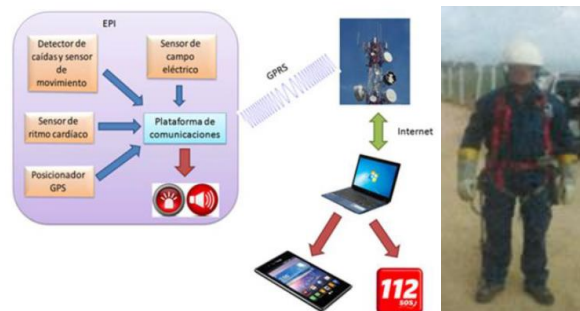 EPI
Detector de
caídas y sensor
de
movimiento
Sensor de
campo
eléctrico
Sensor de
ritmo cardíaco
Plataforma de
comunicaciones
Posicionador
GPS
GPRS
Internet
112
SOS